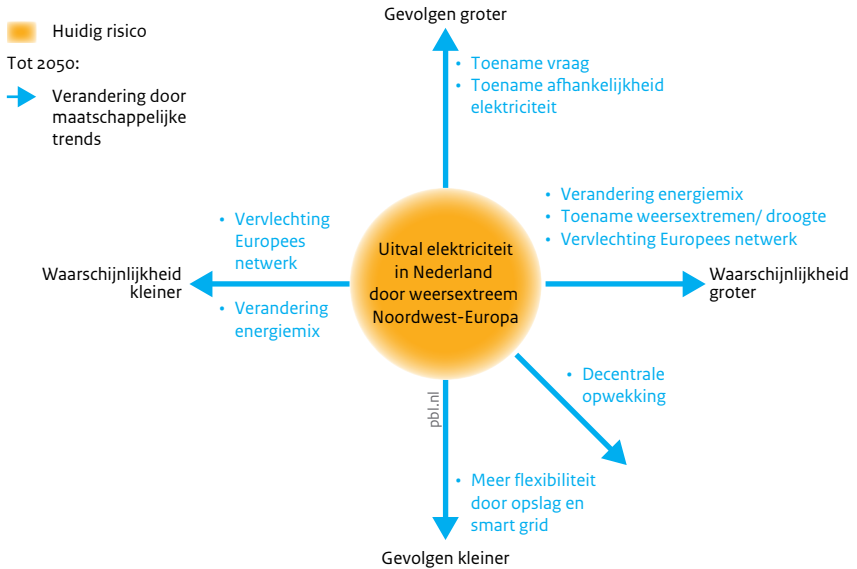 Gevolgen groter
Huidig risico
Tot 2050:
Verandering door
maatschappelijke
trends
• Toename vraag
• Toename afhankelijkheid
elektriciteit
• Verandering energiemix
• Toename weersextremen/ droogte
• Vervlechting Europees netwerk
• Vervlechting
Europees
netwerk
Uitval elektriciteit
in Nederland
door weersextreem
Noordwest-Europa
Waarschijnlijkheid
kleiner
Waarschijnlijkheid
groter
• Verandering
energiemix
• Decentrale
opwekking
pbl.nl
• Meer flexibiliteit
door opslag en
smart grid
Gevolgen kleiner